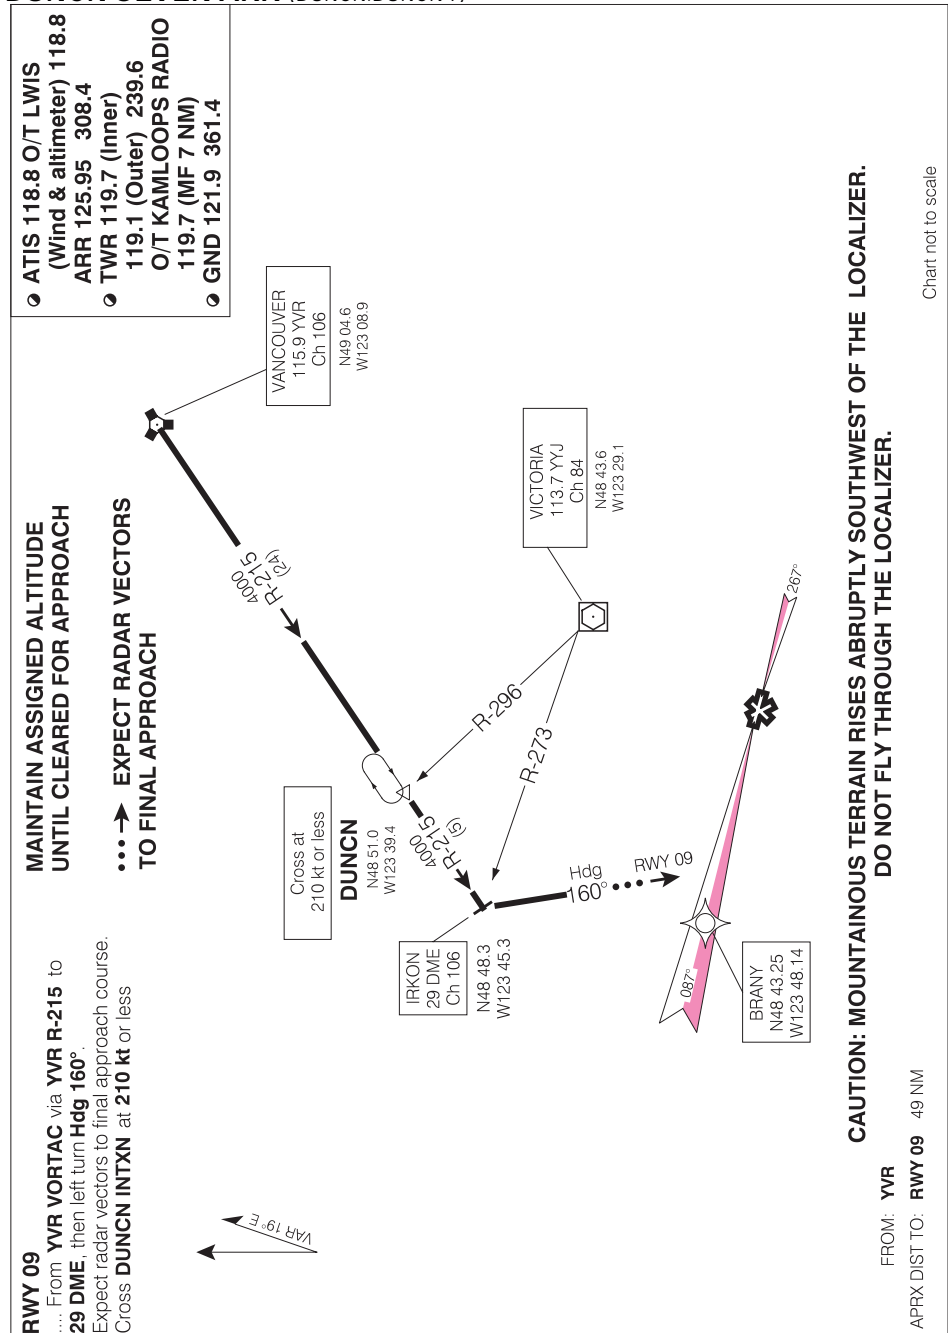 RWY 09
.... From YVR VORTAC via YVR R-215 to
29 DME, then left turn Hdg 160°.
Expect radar vectors to final approach course.
Cross DUNCN INTXN at 210 kt or less
MAINTAIN ASSIGNED ALTITUDE
UNTIL CLEARED FOR APPROACH
EXPECT RADAR VECTORS
TO FINAL APPROACH
ATIS 118.8 O/T LWIS
(Wind & altimeter) 118.8
ARR 125.95 308.4
TWR 119.7 (Inner)
119.1 (Outer) 239.6
O/T KAMLOOPS RADIO
119.7 (MF 7 NM)
GND 121.9 361.4
VAR 19° E
VANCOUVER
115.9 YVR
Ch 106
N49 04.6
W123 08.9
4000
R-215
(24)
Cross at
210 kt or less
DUNCN
N48 51.0
W123 39.4
4000
R-215
(5)
IRKON
29 DME
Ch 106
N48 48.3
W123 45.3
R-296
R-273
VICTORIA
113.7 YYJ
Ch 84
N48 43.6
W123 29.1
Hdg
160°
RWY 09
087°
267°
BRANY
N48 43.25
W123 48.14
CAUTION: MOUNTAINOUS TERRAIN RISES ABRUPTLY SOUTHWEST OF THE LOCALIZER.
DO NOT FLY THROUGH THE LOCALIZER.
FROM: YVR
APRX DIST TO: RWY 09 49 NM
Chart not to scale